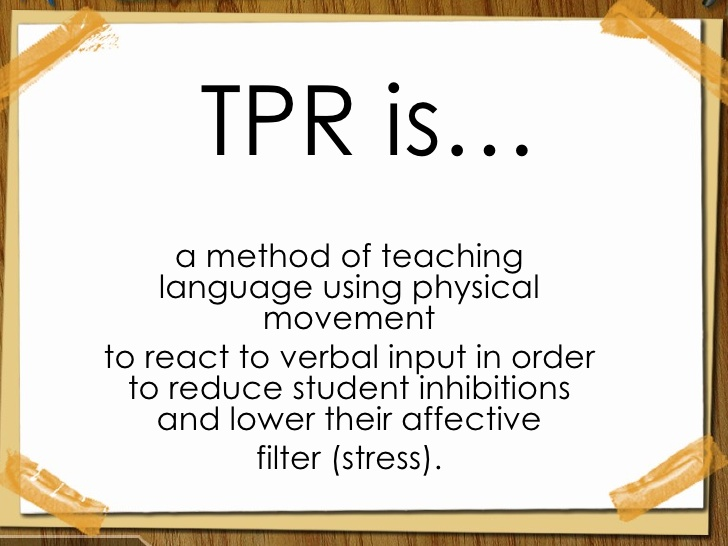 TPR is…
a method of teaching
language using physical
movement
to react to verbal input in order
to reduce student inhibitions
and lower their affective
filter (stress).